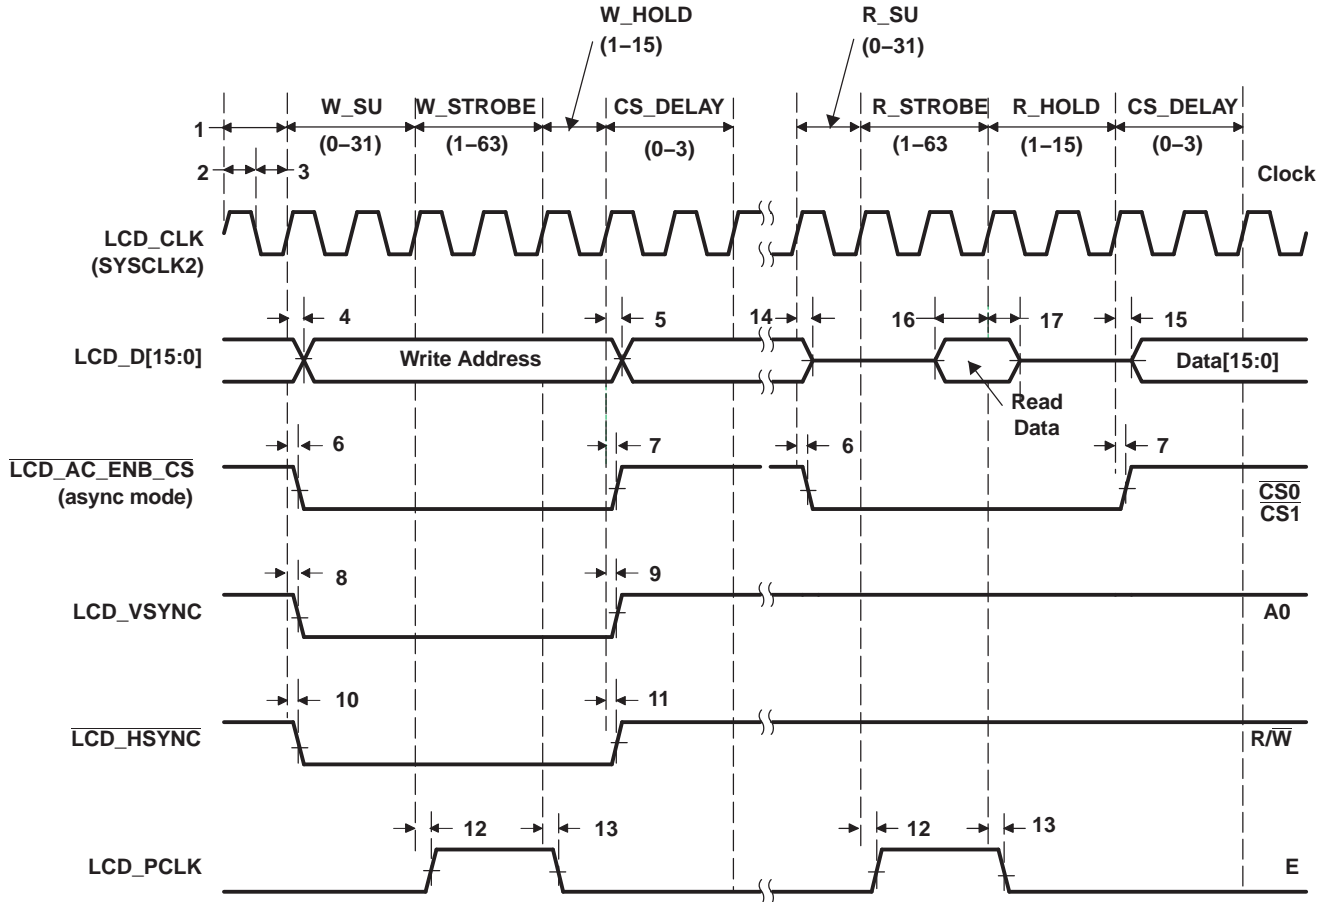 W_HOLD
(1–15)
R_SU
(0–31)
W_SU
W_STROBE
CS_DELAY
R_STROBE
R_HOLD
CS_DELAY
1
(0–31)
(1–63)
(0–3)
(1–63
(1–15)
(0–3)
2
3
Clock
LCD_CLK
(SYSCLK2)
4
5
14
16
17
15
LCD_D[15:0]
Write Address
Data[15:0]
Read
Data
6
7
6
7
LCD_AC_ENB_CS
(async mode)
CS0
CS1
8
9
LCD_VSYNC
A0
10
11
LCD_HSYNC
R/W
12
13
12
13
LCD_PCLK
E